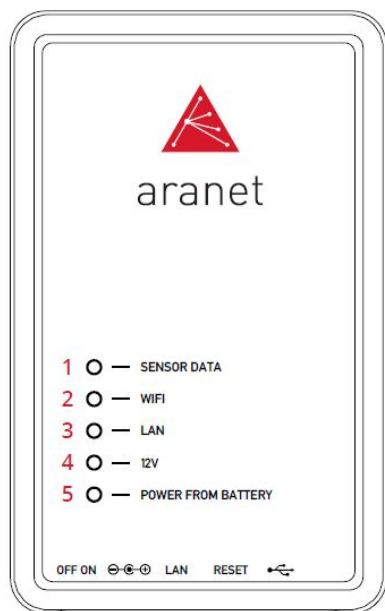 aranet
1 SENSOR DATA
2 WIFI
3 LAN
4 12V
5 POWER FROM BATTERY
OFF ON LAN RESET